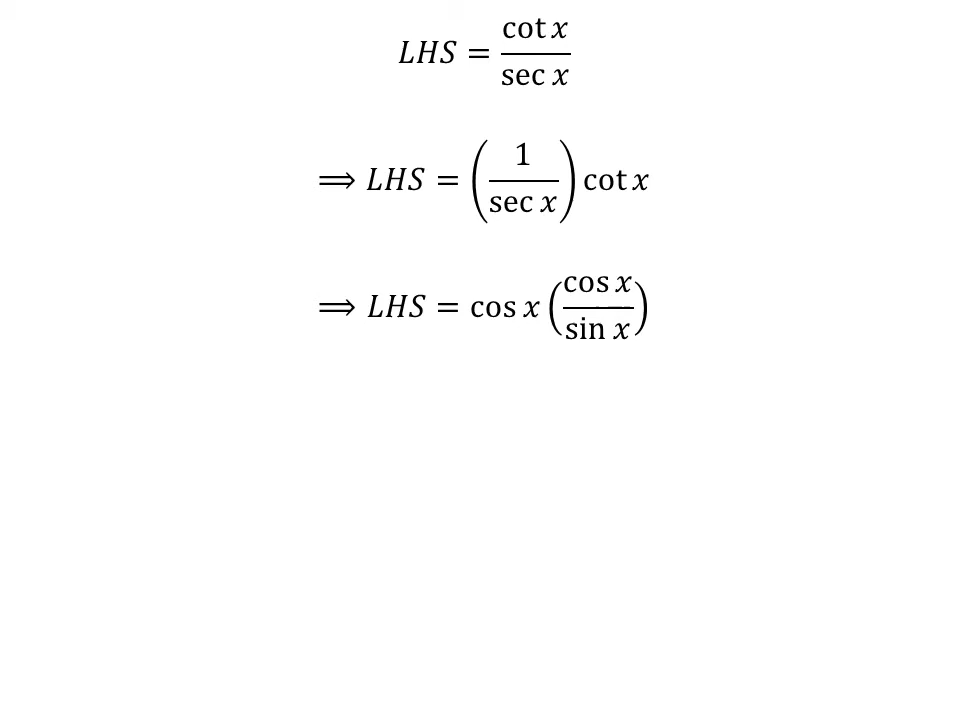 LHS = cot x / sec x
⟹ LHS = (1 / sec x) cot x
⟹ LHS = cos x (cos x / sin x)